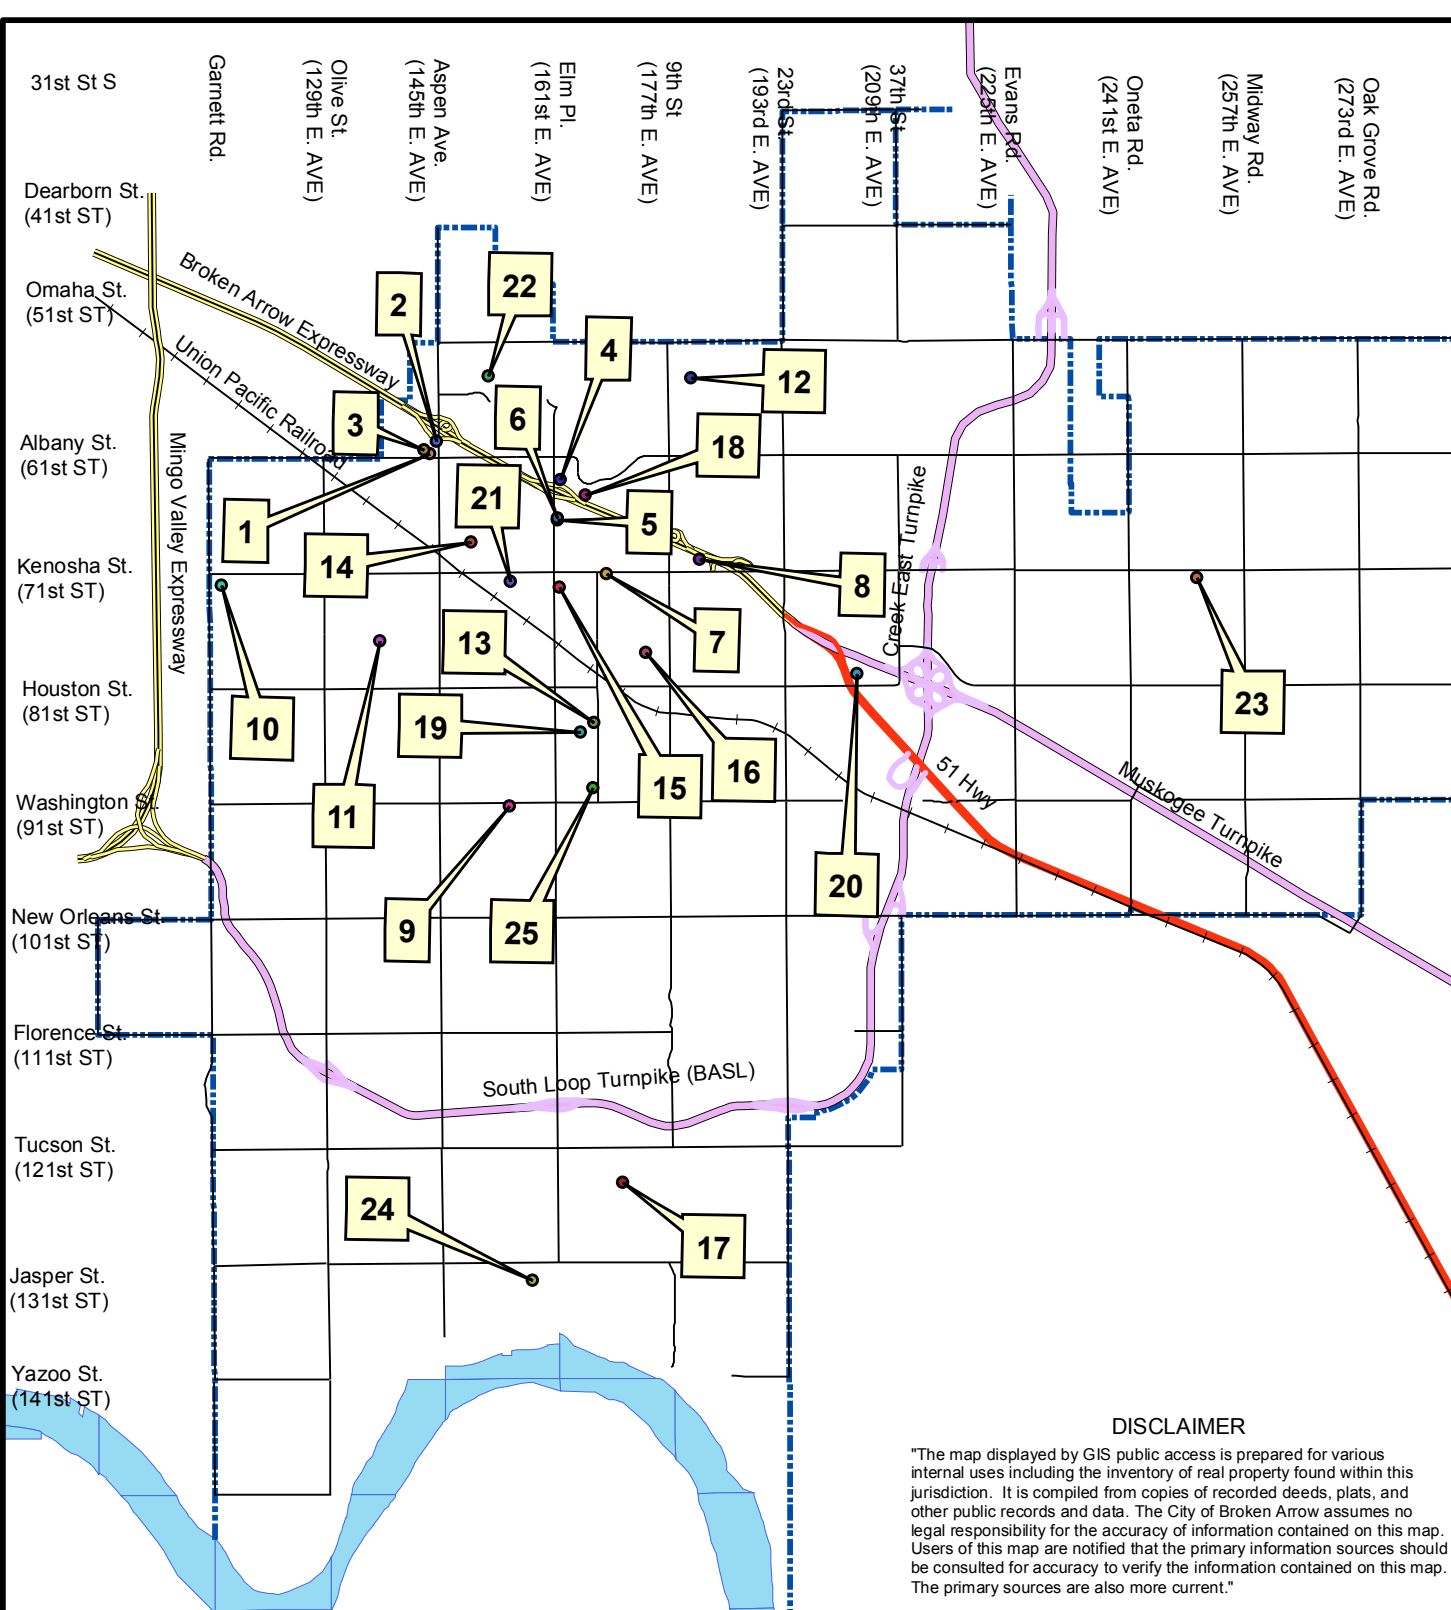 31st St S
Garnett Rd.
Olive St.
(129th E. AVE)
Aspen Ave.
(145th E. AVE)
Elm Pl.
(161st E. AVE)
9th St
(177th E. AVE)
23rd St.
(193rd E. AVE)
37th St
(209th E. AVE)
Evans Rd.
(225th E. AVE)
Oneta Rd.
(241st E. AVE)
Midway Rd.
(257th E. AVE)
Oak Grove Rd.
(273rd E. AVE)
Dearborn St.
(41st ST)
Omaha St.
(51st ST)
Albany St.
(61st ST)
Kenosha St.
(71st ST)
Houston St.
(81st ST)
Washington St.
(91st ST)
New Orleans St.
(101st ST)
Florence St.
(111st ST)
Tucson St.
(121st ST)
Jasper St.
(131st ST)
Yazoo St.
(141st ST)
Broken Arrow Expressway
Union Pacific Railroad
Mingo Valley Expressway
Creek East Turnpike
51 Hwy
Muskogee Turnpike
South Loop Turnpike (BASL)
22
2
4
12
3
6
18
21
1
5
14
8
13
7
10
19
23
11
15
16
20
9
25
24
17
DISCLAIMER
"The map displayed by GIS public access is prepared for various
internal uses including the inventory of real property found within this
jurisdiction. It is compiled from copies of recorded deeds, plats, and
other public records and data. The City of Broken Arrow assumes no
legal responsibility for the accuracy of information contained on this map.
Users of this map are notified that the primary information sources should
be consulted for accuracy to verify the information contained on this map.
The primary sources are also more current."